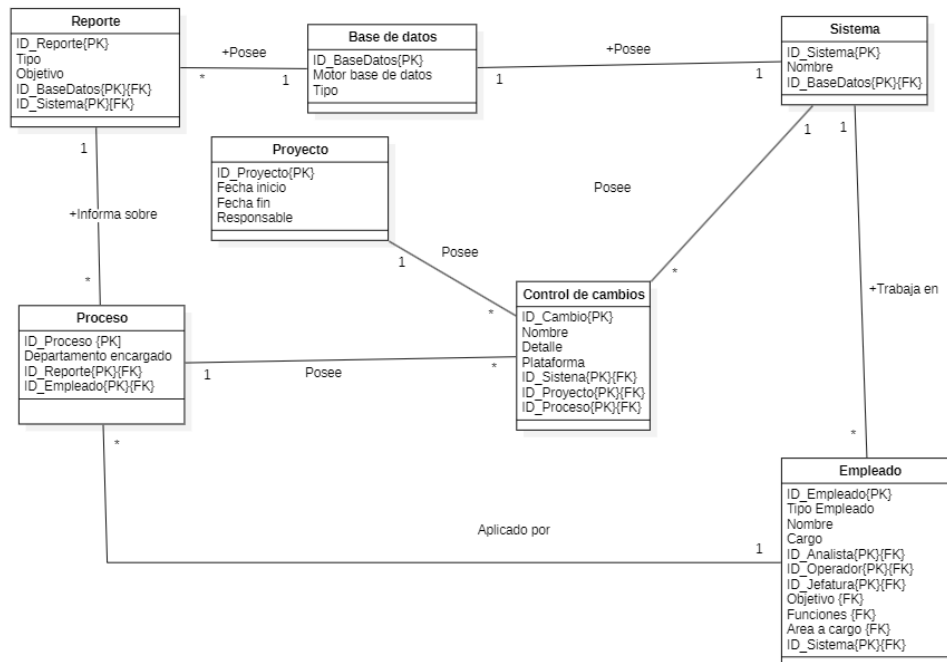 Reporte
ID_Reporte{PK}
Tipo
Objetivo
ID_BaseDatos{PK}{FK}
ID_Sistema{PK}{FK}
+Posee
*
1
Base de datos
ID_BaseDatos{PK}
Motor base de datos
Tipo
+Posee
1
1
Sistema
ID_Sistema{PK}
Nombre
ID_BaseDatos{PK}{FK}
1
+Informa sobre
*
Proyecto
ID_Proyecto{PK}
Fecha inicio
Fecha fin
Responsable
Posee
1
*
Posee
1
*
1
+Trabaja en
*
Proceso
ID_Proceso {PK]
Departamento encargado
ID_Reporte{PK}{FK}
ID_Empleado{PK}{FK}
1
Posee
*
Control de cambios
ID_Cambio{PK}
Nombre
Detalle
Plataforma
ID_Sistena{PK}{FK}
ID_Proyecto{PK}{FK}
ID_Proceso{PK}{FK}
*
Aplicado por
1
Empleado
ID_Empleado{PK}
Tipo Empleado
Nombre
Cargo
ID_Analista{PK}{FK}
ID_Operador{PK}{FK}
ID_Jefatura{PK}{FK}
Objetivo {FK}
Funciones {FK}
Area a cargo {FK}
ID_Sistema{PK}{FK}